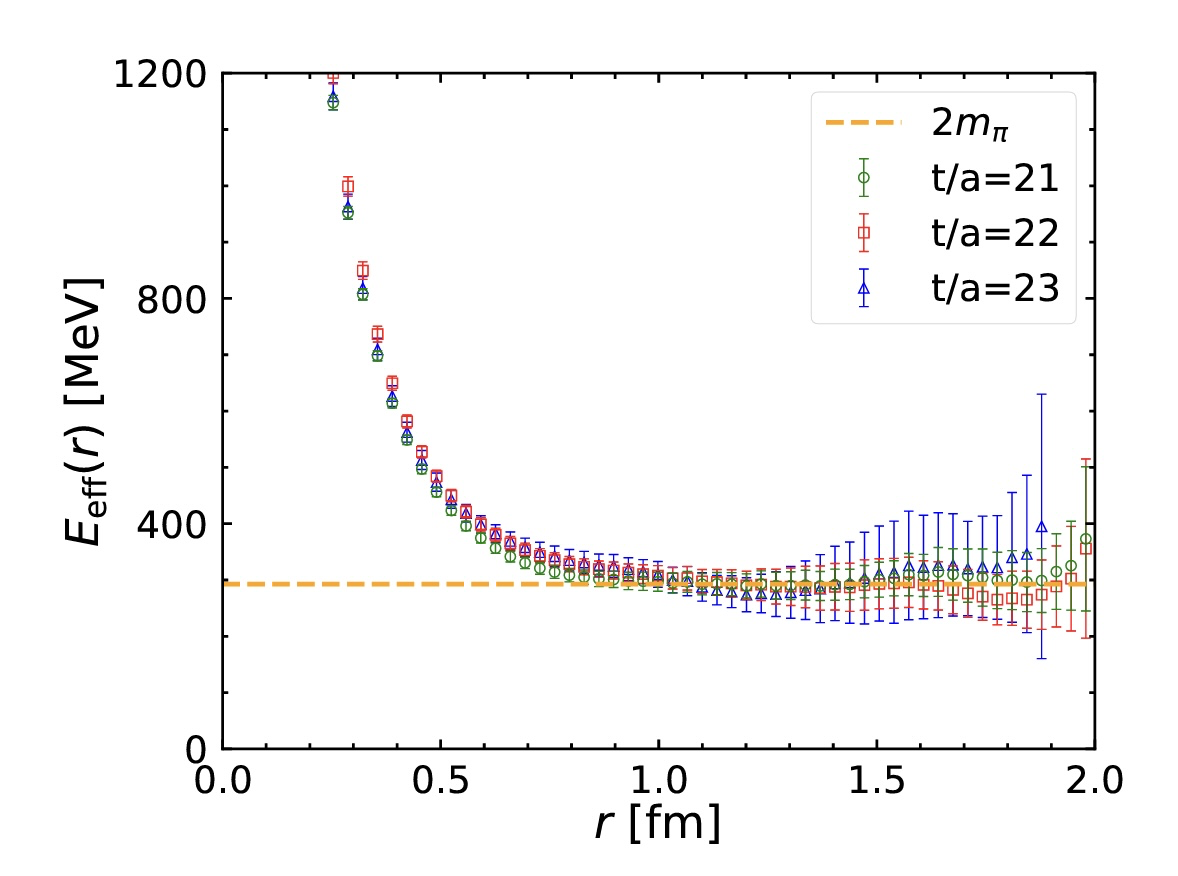 1200
800
400
0
E_eff(r) [MeV]
2m_π
t/a=21
t/a=22
t/a=23
0.0 0.5 1.0 1.5 2.0
r [fm]